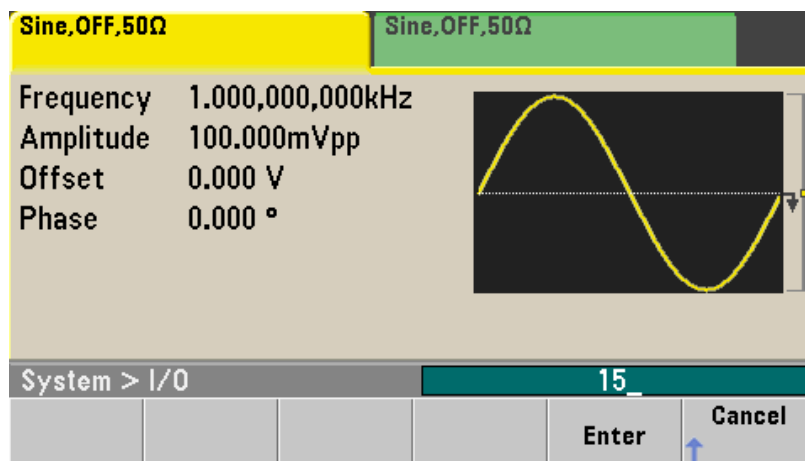 Sine,OFF,50Ω
Sine,OFF,50Ω
Frequency 1.000,000,000kHz
Amplitude 100.000mVpp
Offset 0.000 V
Phase 0.000 °
System > I/O 15_
Enter Cancel